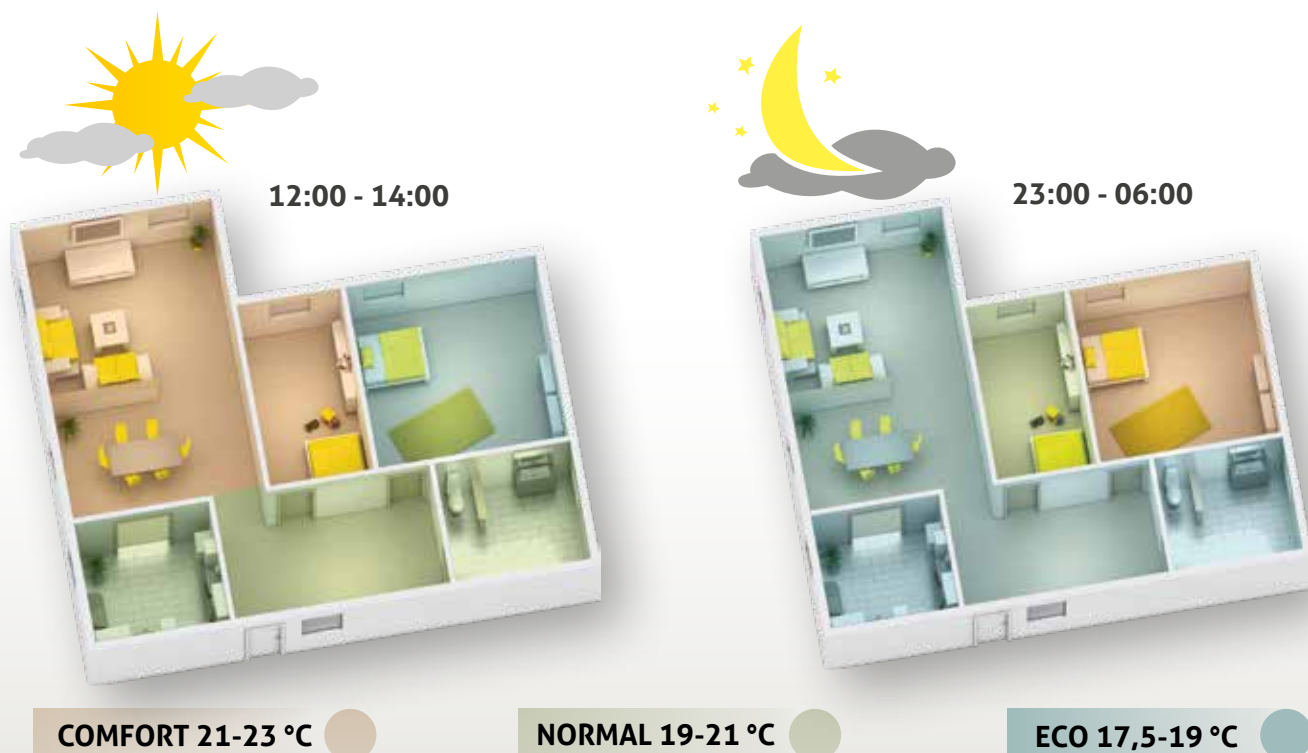 12:00 - 14:00
23:00 - 06:00
COMFORT 21-23 °C
NORMAL 19-21 °C
ECO 17,5-19 °C